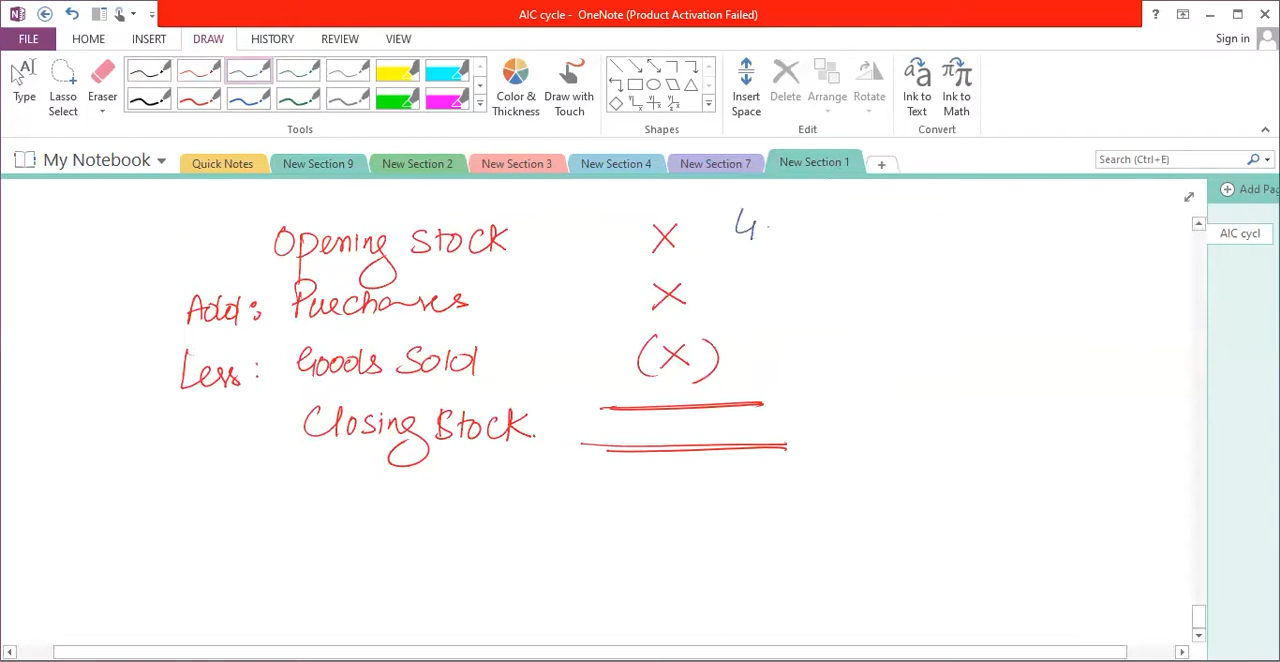 AIC cycle - OneNote (Product Activation Failed)
?
FILE HOME INSERT DRAW HISTORY REVIEW VIEW
Sign in
Type
Lasso Select
Eraser
Color & Thickness
Draw with Touch
Insert Space
Delete
Arrange
Rotate
Ink to Text
Ink to Math
Tools
Shapes
Edit
Convert
My Notebook
Quick Notes
New Section 9
New Section 2
New Section 3
New Section 4
New Section 7
New Section 1
Search (Ctrl+E)
Add Pag
AIC cycl
Opening Stock X 4.
Add: Purchases X
Less: Goods Sold (X)
Closing Stock.